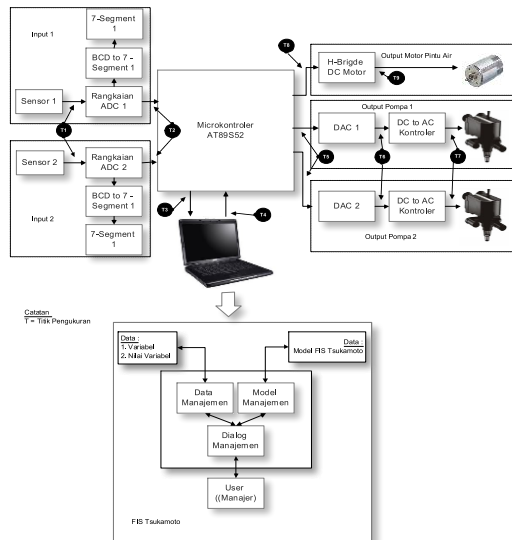 Input 1
7-Segment
1
BCD to 7 -
Segment 1
Sensor 1
Rangkaian
ADC 1
T1
T2
Sensor 2
Rangkaian
ADC 2
BCD to 7 -
Segment 1
Input 2
7-Segment
1
Microkontroler
AT89S52
T3
T4
T8
H-Brigde
DC Motor
T9
Output Motor Pintu Air
Output Pompa 1
DAC 1
DC to AC
Kontroler
T5
T6
T7
DAC 2
DC to AC
Kontroler
Output Pompa 2
Catatan
T = Titik Pengukuran
Data :
1. Variabel
2. Nilai Variabel
Data :
Model FIS Tsukamoto
Data
Manajemen
Model
Manajemen
Dialog
Manajemen
User
((Manajer)
FIS Tsukamoto